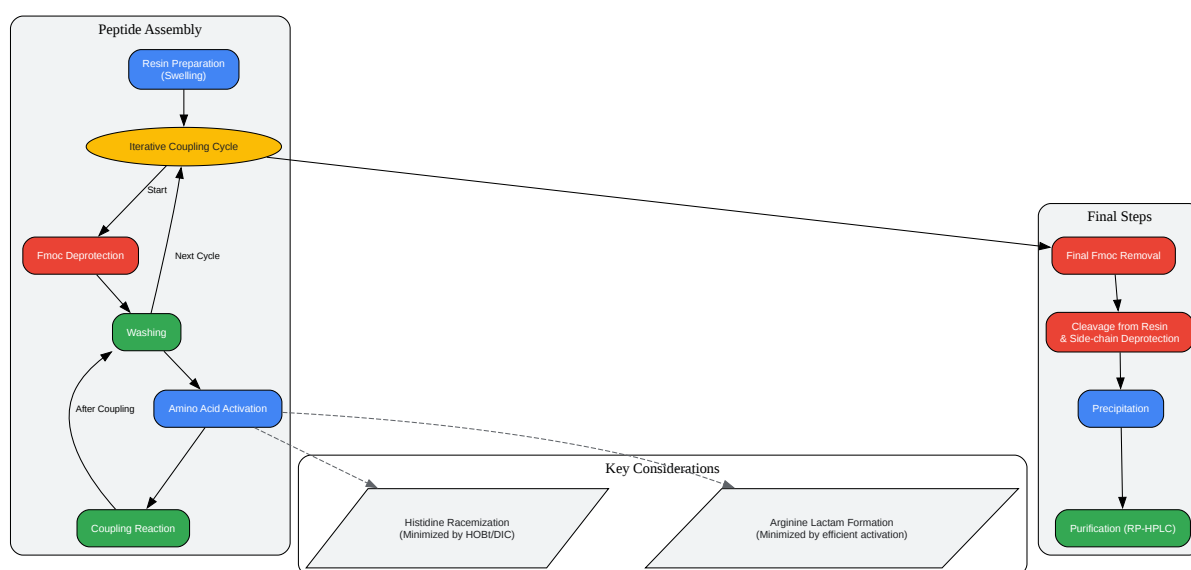 Peptide Assembly
Resin Preparation
(Swelling)
Iterative Coupling Cycle
Start
Fmoc Deprotection
Next Cycle
Washing
After Coupling
Amino Acid Activation
Coupling Reaction
Key Considerations
Histidine Racemization
(Minimized by HOBt/DIC)
Arginine Lactam Formation
(Minimized by efficient activation)
Final Steps
Final Fmoc Removal
Cleavage from Resin
& Side-chain Deprotection
Precipitation
Purification (RP-HPLC)